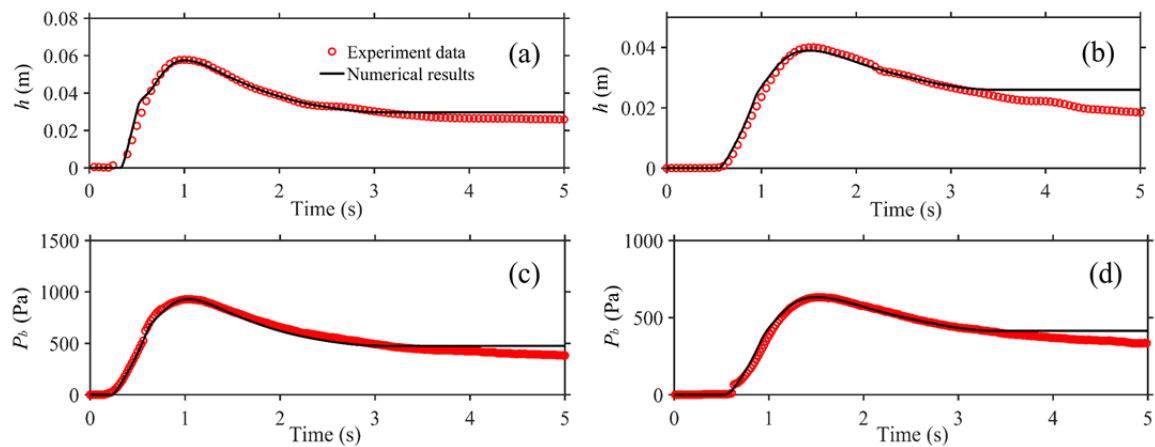 0.08
0.06
0.04
0.02
0
h (m)
(a)
Experiment data
Numerical results
0 1 2 3 4 5
Time (s)
0.04
0.02
0
h (m)
(b)
0 1 2 3 4 5
Time (s)
1500
1000
500
0
P_b (Pa)
(c)
0 1 2 3 4 5
Time (s)
1000
500
0
P_b (Pa)
(d)
0 1 2 3 4 5
Time (s)